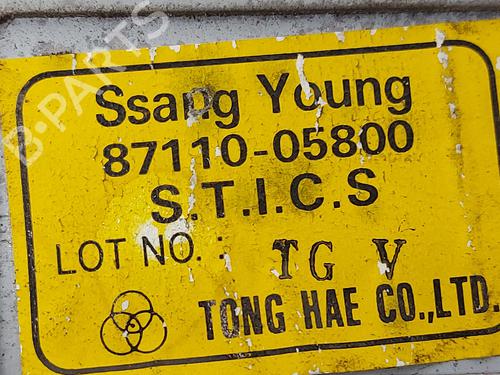 B-PARTS
Ssang Young
87110-05800
S.T.I.C.S
LOT NO. : TG V
TONG HAE CO.,LTD.